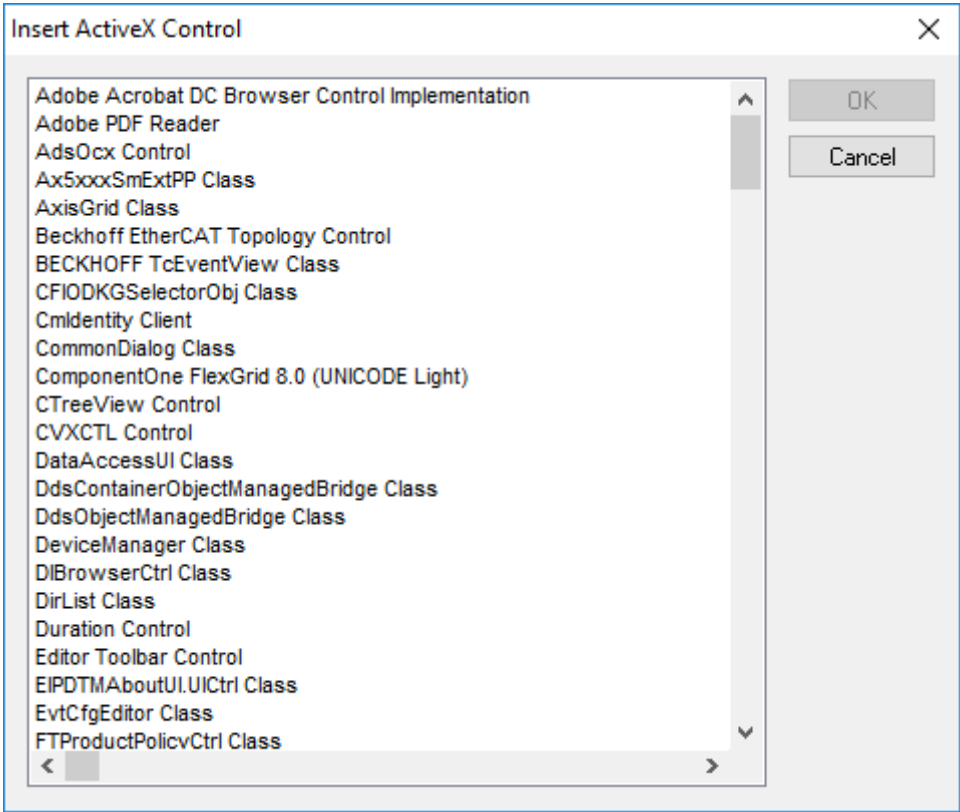 Insert ActiveX Control
Adobe Acrobat DC Browser Control Implementation
Adobe PDF Reader
AdsOcx Control
Ax5xxxSmExtPP Class
AxisGrid Class
Beckhoff EtherCAT Topology Control
BECKHOFF TcEventView Class
CFIODKGSelectorObj Class
CmIdentity Client
CommonDialog Class
ComponentOne FlexGrid 8.0 (UNICODE Light)
CTreeView Control
CVXCTL Control
DataAccessUI Class
DdsContainerObjectManagedBridge Class
DdsObjectManagedBridge Class
DeviceManager Class
DIBrowserCtrl Class
DirList Class
Duration Control
Editor Toolbar Control
EIPDTMAboutUI.UICtrl Class
EvtCfgEditor Class
FTProductPolicyCtrl Class
OK
Cancel